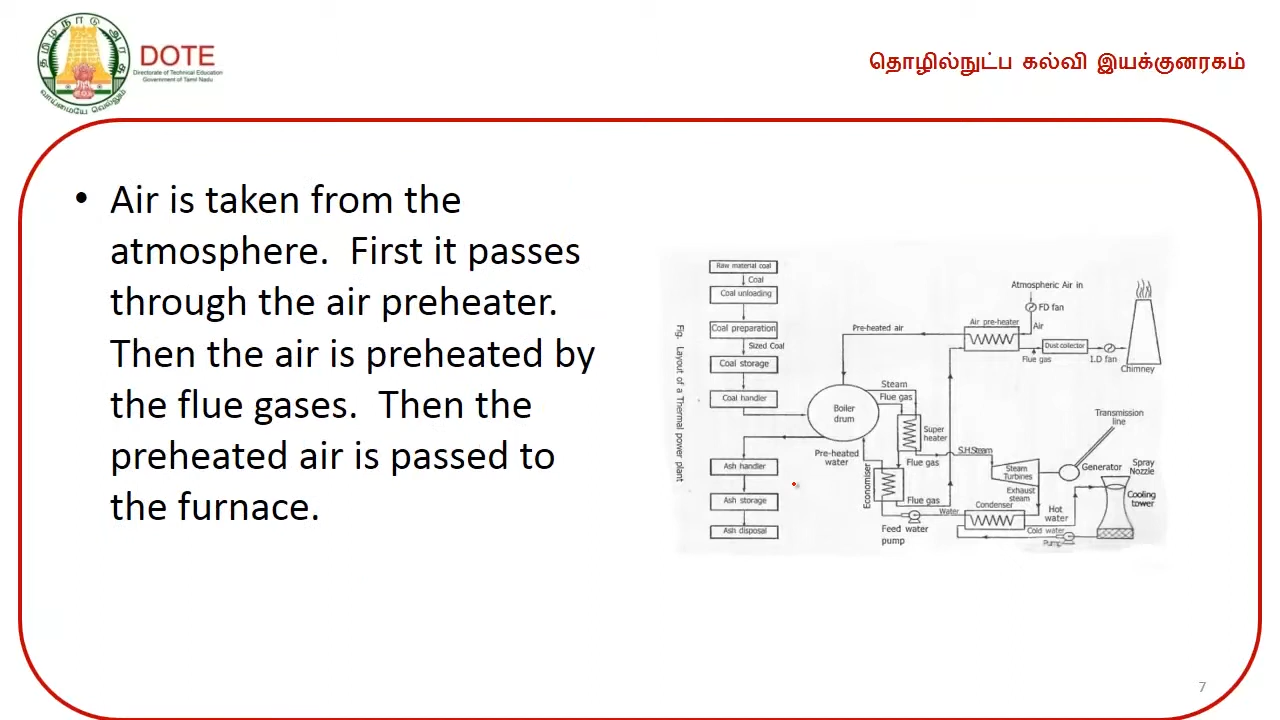 தமிழ்நாடு அரசு
வாய்மையே வெல்லும்
DOTE
Directorate of Technical Education
Government of Tamil Nadu
தொழில்நுட்ப கல்வி இயக்குனரகம்
• Air is taken from the
atmosphere. First it passes
through the air preheater.
Then the air is preheated by
the flue gases. Then the
preheated air is passed to
the furnace.
Fig. Layout of a Thermal power plant
Raw material coal
Coal
Coal unloading
Coal preparation
Sized Coal
Coal storage
Coal handler
Ash handler
Ash storage
Ash disposal
Atmospheric Air in
FD fan
Air pre-heater
Air
Pre-heated air
Dust collector
Flue gas
I.D fan
Chimney
Steam
Flue gas
Boiler
drum
Super
heater
Pre-heated
water
Flue gas
S.H.Steam
Economiser
Flue gas
Feed water
pump
Water
Steam
Turbines
Exhaust
steam
Condenser
Transmission
line
Generator
Spray
Nozzle
Cooling
tower
Hot
water
Cold water
Pump
7